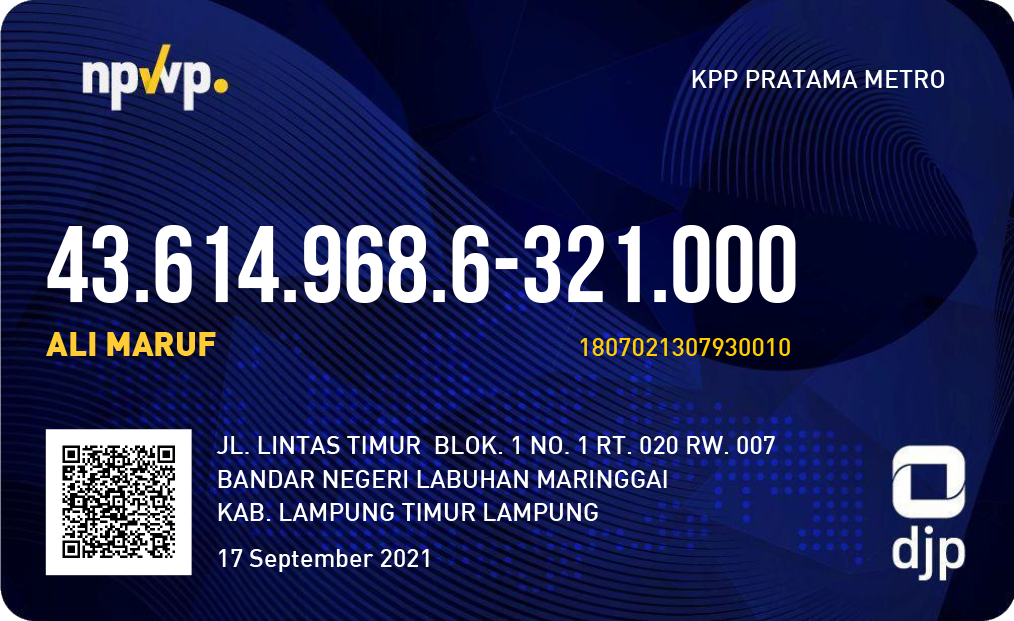 npwp.
KPP PRATAMA METRO
43.614.968.6-321.000
ALI MARUF
1807021307930010
JL. LINTAS TIMUR BLOK. 1 NO. 1 RT. 020 RW. 007
BANDAR NEGERI LABUHAN MARINGGAI
KAB. LAMPUNG TIMUR LAMPUNG
17 September 2021
djp